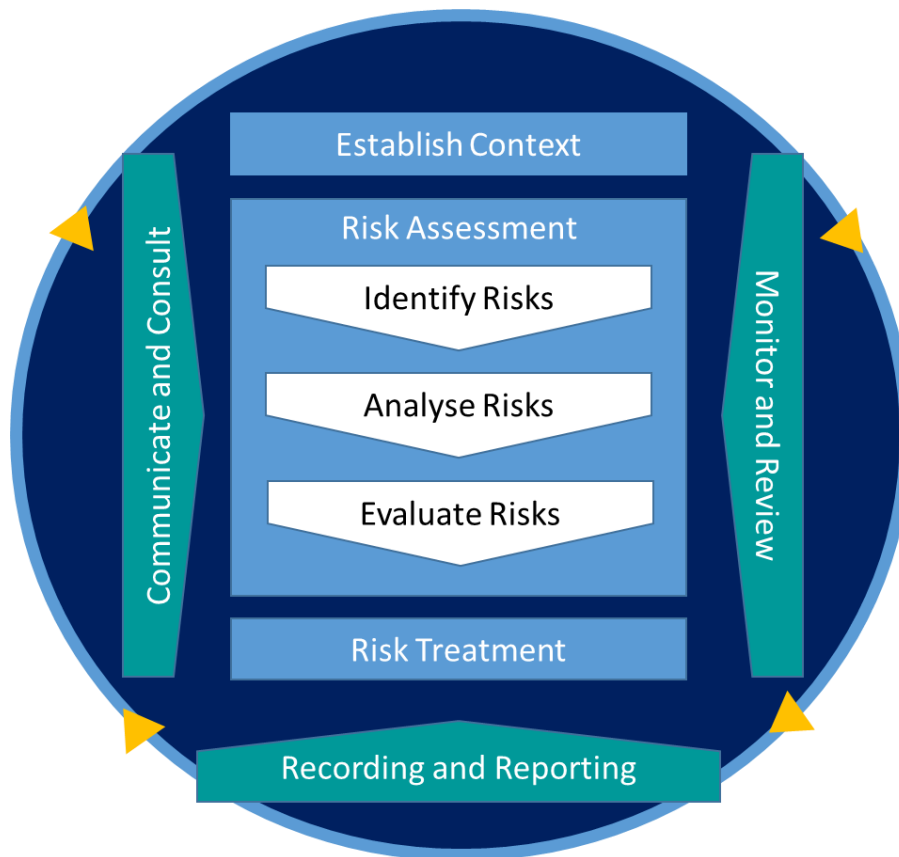 Establish Context
Risk Assessment
Identify Risks
Analyse Risks
Evaluate Risks
Risk Treatment
Communicate and Consult
Monitor and Review
Recording and Reporting